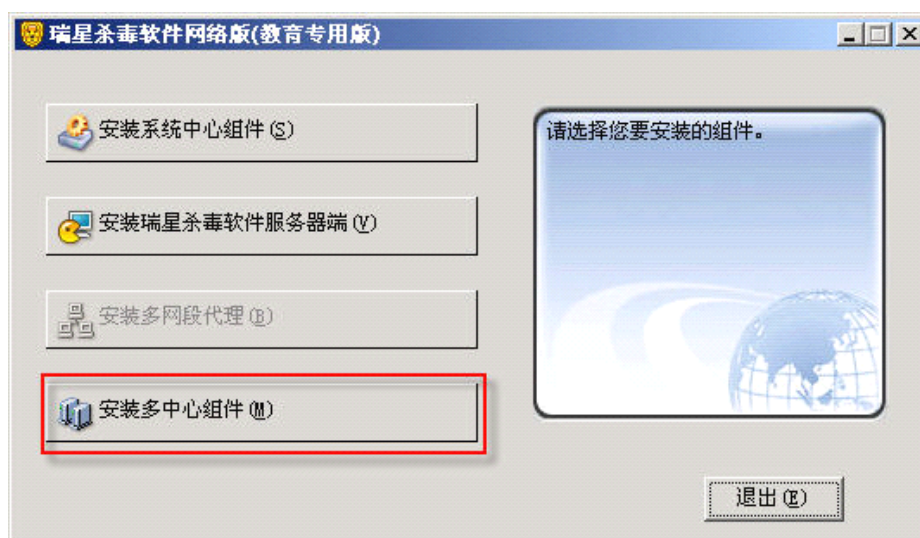 瑞星杀毒软件网络版(教育专用版)
安装系统中心组件(S)
请选择您要安装的组件。
安装瑞星杀毒软件服务器端(V)
安装多网段代理(B)
安装多中心组件(M)
退出(E)